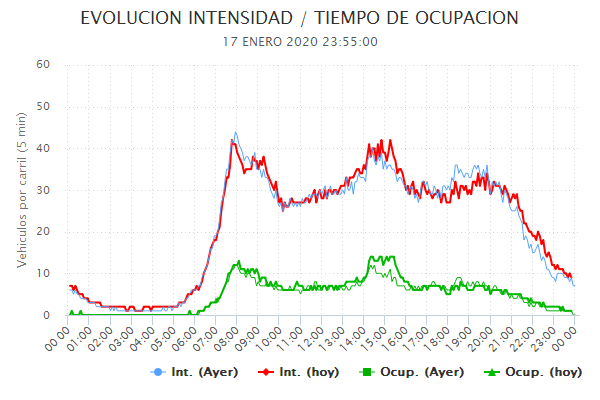 EVOLUCION INTENSIDAD / TIEMPO DE OCUPACION
17 ENERO 2020 23:55:00
Vehiculos por carril (5 min)
60
50
40
30
20
10
0
00:00 01:00 02:00 03:00 04:00 05:00 06:00 07:00 08:00 09:00 10:00 11:00 12:00 13:00 14:00 15:00 16:00 17:00 18:00 19:00 20:00 21:00 22:00 23:00 00:00
Int. (Ayer) Int. (hoy) Ocup. (Ayer) Ocup. (hoy)